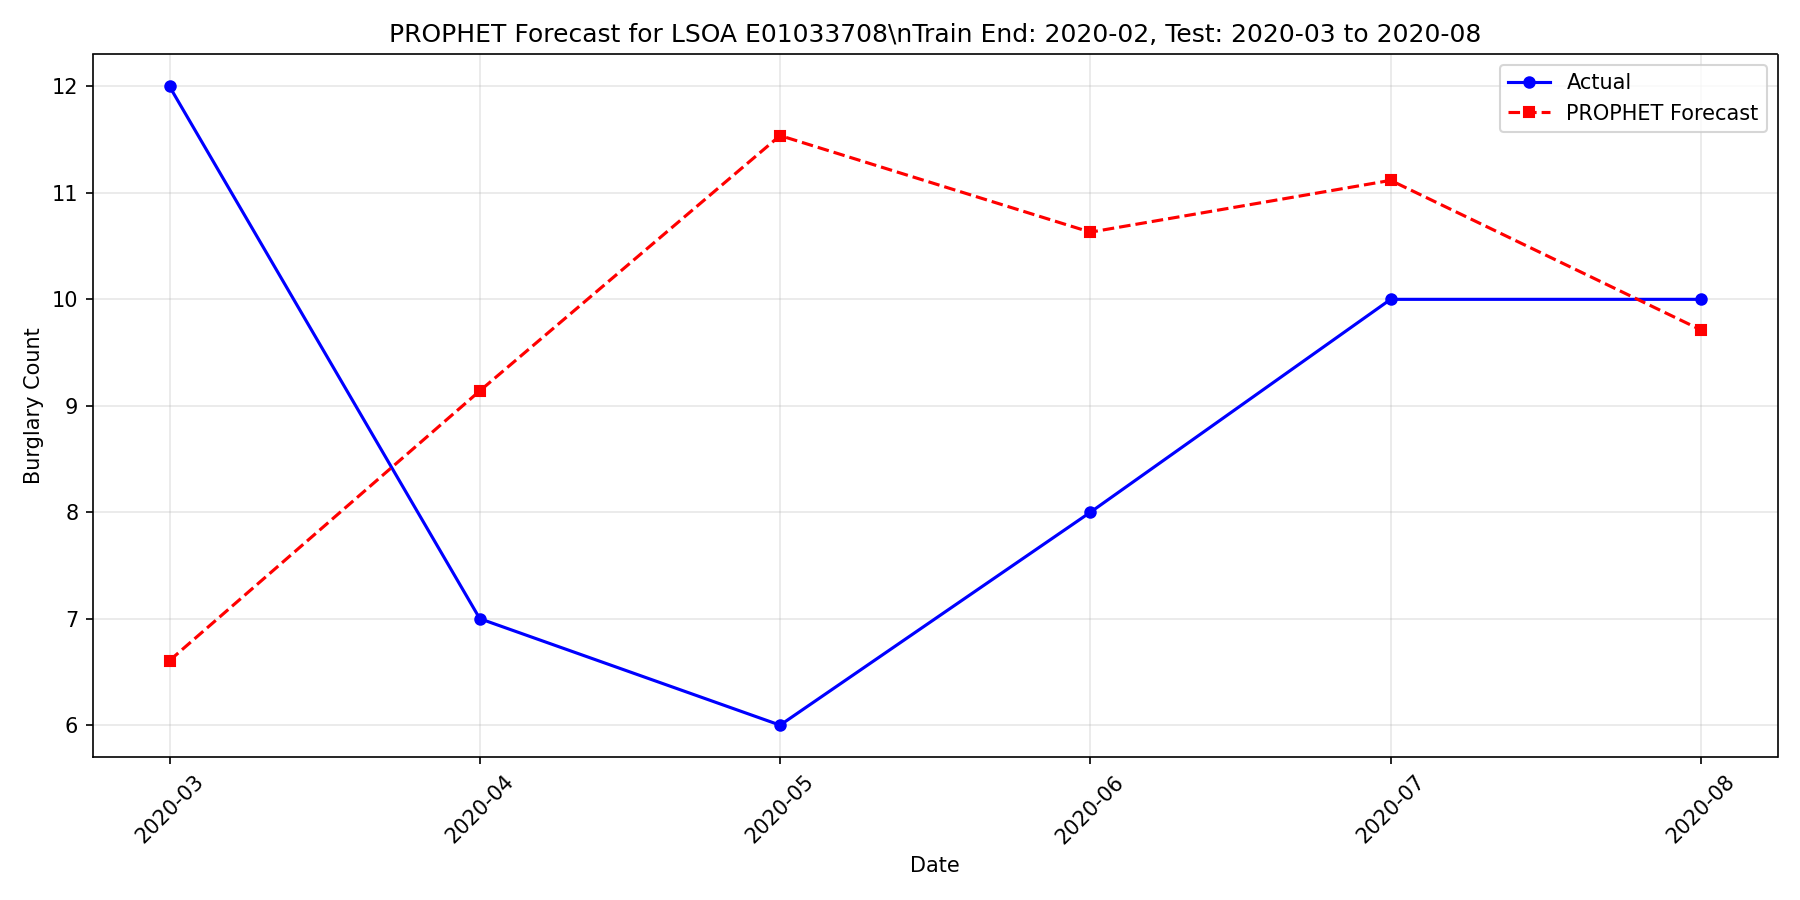 PROPHET Forecast for LSOA E01033708\nTrain End: 2020-02, Test: 2020-03 to 2020-08
Actual
PROPHET Forecast
Burglary Count
12
11
10
9
8
7
6
2020-03
2020-04
2020-05
2020-06
2020-07
2020-08
Date